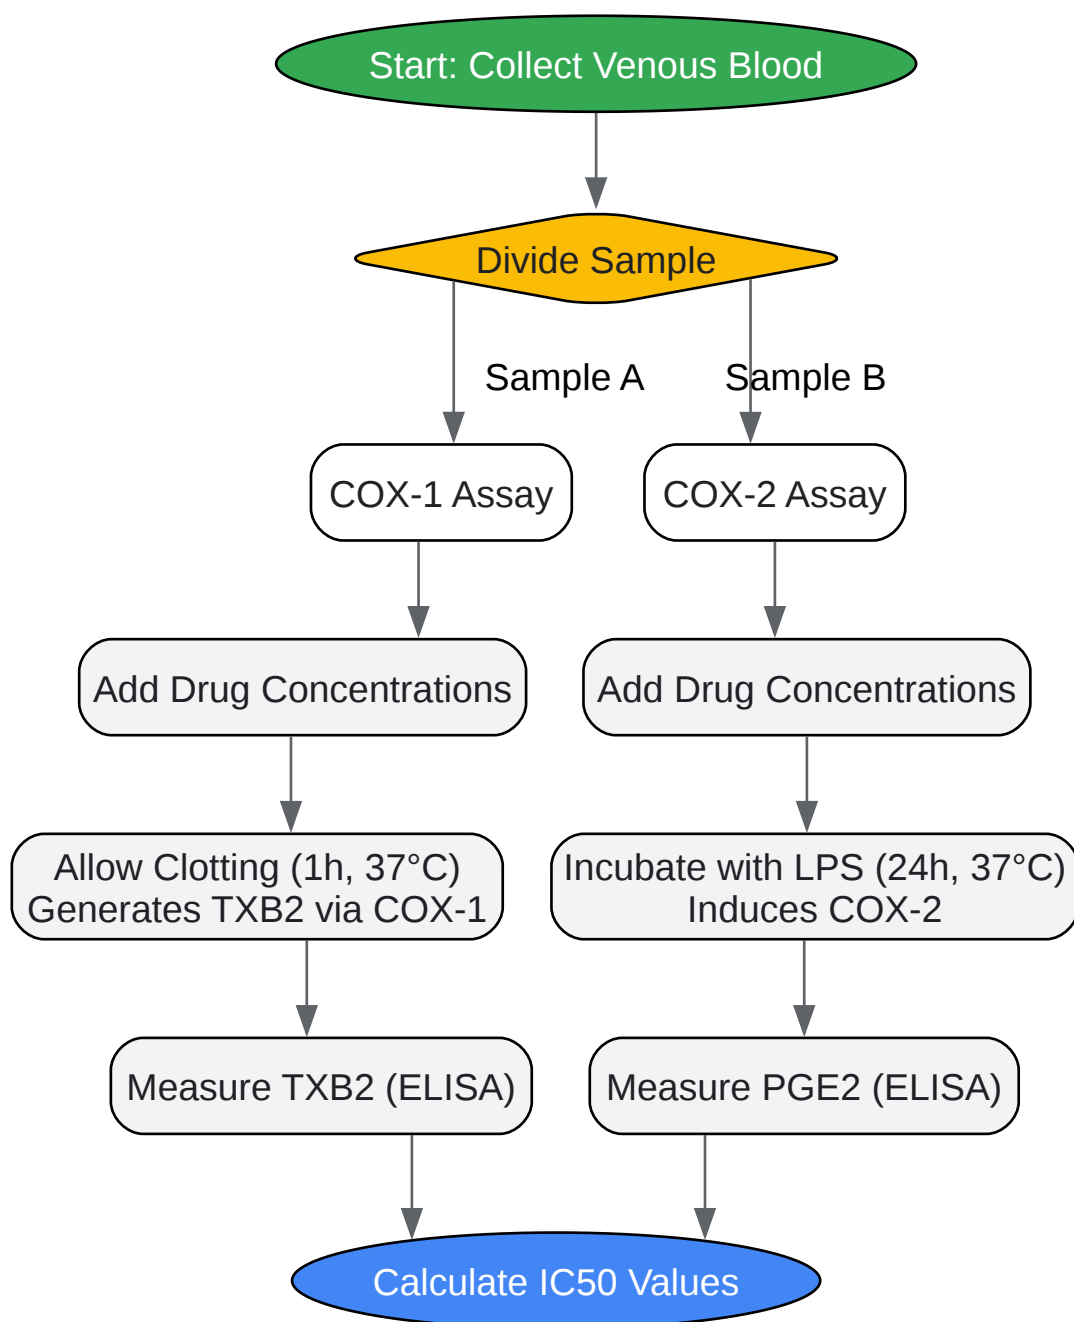 Start: Collect Venous Blood
Divide Sample
Sample A
Sample B
COX-1 Assay
COX-2 Assay
Add Drug Concentrations
Add Drug Concentrations
Allow Clotting (1h, 37°C)
Generates TXB2 via COX-1
Incubate with LPS (24h, 37°C)
Induces COX-2
Measure TXB2 (ELISA)
Measure PGE2 (ELISA)
Calculate IC50 Values